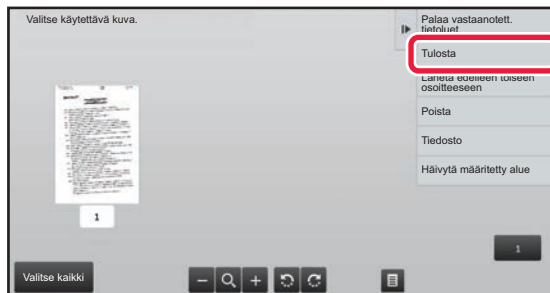 Valitse käytettävä kuva.
Palaa vastaanotett.
tietoluet
Tulosta
Lähetä edelleen toiseen
osoitteeseen
Poista
Tiedosto
Häivytä määritetty alue
1
1
Valitse kaikki